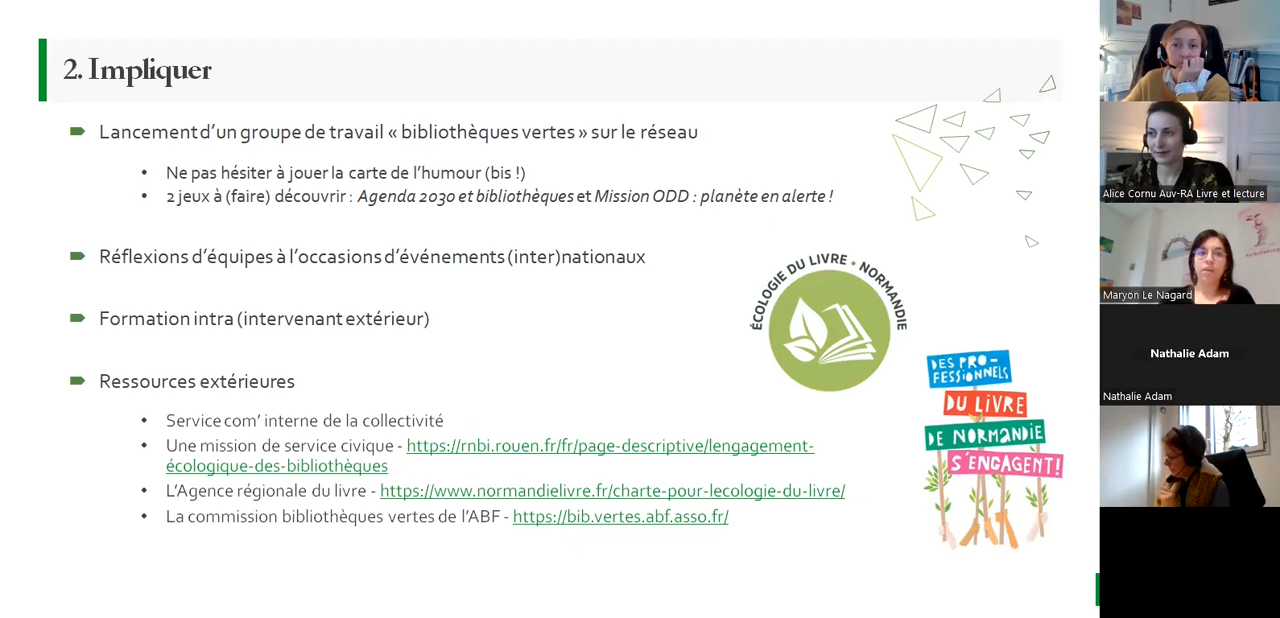 2. Impliquer
Lancement d'un groupe de travail « bibliothèques vertes » sur le réseau
• Ne pas hésiter à jouer la carte de l'humour (bis !)
• 2 jeux à (faire) découvrir : Agenda 2030 et bibliothèques et Mission ODD : planète en alerte !
Réflexions d'équipes à l'occasions d'événements (inter)nationaux
Formation intra (intervenant extérieur)
Ressources extérieures
• Service com' interne de la collectivité
• Une mission de service civique - https://rnbi.rouen.fr/fr/page-descriptive/lengagement-
écologique-des-bibliothèques
• L'Agence régionale du livre - https://www.normandielivre.fr/charte-pour-lecologie-du-livre/
• La commission bibliothèques vertes de l'ABF - https://bib.vertes.abf.asso.fr/
ÉCOLOGIE DU LIVRE • NORMANDIE
DES PRO-
FESSIONNELS
DU LIVRE
DE NORMANDIE
S'ENGAGENT!
Alice Cornu Auv-RA Livre et lecture
Maryon Le Nagard
Nathalie Adam
Nathalie Adam